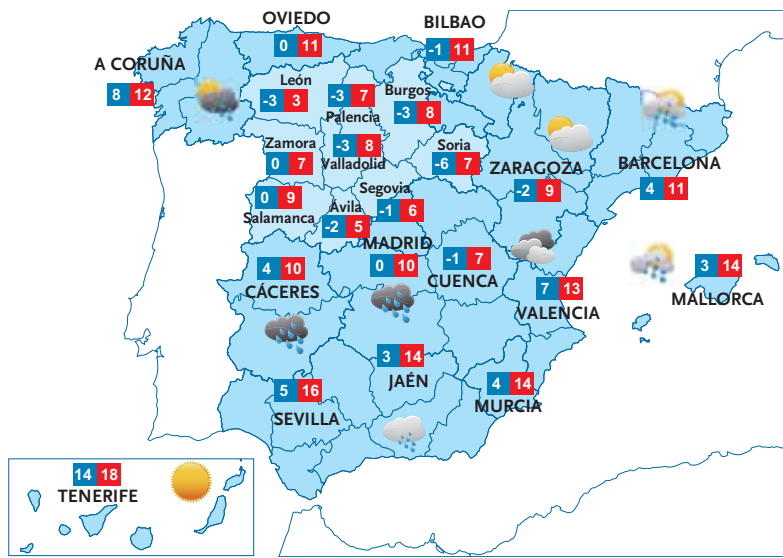 OVIEDO
0 11
BILBAO
-1 11
A CORUÑA
8 12
León
-3 3
-3 7
Palencia
Burgos
-3 8
Zamora
0 7
-3 8
Valladolid
Soria
-6 7
ZARAGOZA
-2 9
BARCELONA
4 11
0 9
Salamanca
Ávila
-2 5
Segovia
-1 6
MADRID
0 10
-1 7
CUENCA
4 10
CÁCERES
7 13
VALENCIA
3 14
MALLORCA
3 14
JAÉN
4 14
MURCIA
5 16
SEVILLA
14 18
TENERIFE